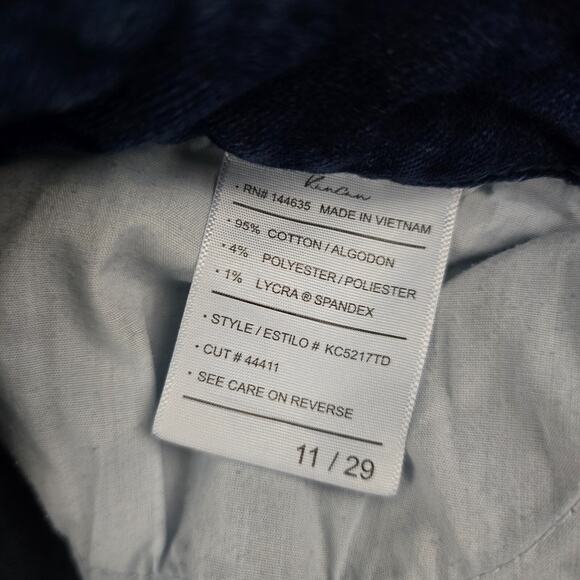 KanCan
· RN# 144635 MADE IN VIETNAM
· 95% COTTON / ALGODON
· 4% POLYESTER / POLIESTER
· 1% LYCRA ® SPANDEX
· STYLE / ESTILO # KC5217TD
· CUT # 44411
· SEE CARE ON REVERSE
11 / 29